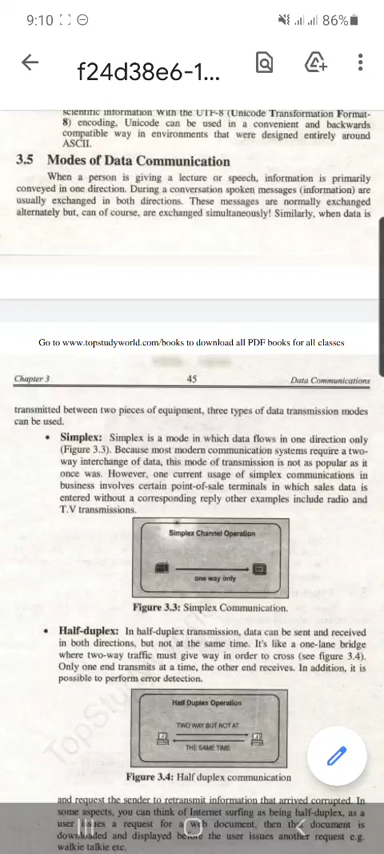 9:10
86%
f24d38e6-1...
scientific information With the UTF-8 (Unicode Transformation Format-
8) encoding, Unicode can be used in a convenient and backwards
compatible way in environments that were designed entirely around
ASCII.
3.5 Modes of Data Communication
When a person is giving a lecture or speech, information is primarily
conveyed in one direction. During a conversation spoken messages (information) are
usually exchanged in both directions. These messages are normally exchanged
alternately but, can of course, are exchanged simultaneously! Similarly, when data is
Go to www.topstudyworld.com/books to download all PDF books for all classes
Chapter 3 45 Data Communications
transmitted between two pieces of equipment, three types of data transmission modes
can be used.
• Simplex: Simplex is a mode in which data flows in one direction only
(Figure 3.3). Because most modern communication systems require a two-
way interchange of data, this mode of transmission is not as popular as it
once was. However, one current usage of simplex communications in
business involves certain point-of-sale terminals in which sales data is
entered without a corresponding reply other examples include radio and
T.V transmissions.
Simplex Channel Operation
one way only
Figure 3.3: Simplex Communication.
• Half-duplex: In half-duplex transmission, data can be sent and received
in both directions, but not at the same time. It's like a one-lane bridge
where two-way traffic must give way in order to cross (see figure 3.4).
Only one end transmits at a time, the other end receives. In addition, it is
possible to perform error detection.
Half Duplex Operation
TWO WAY BUT NOT AT
THE SAME TIME
Figure 3.4: Half duplex communication
and request the sender to retransmit information that arrived corrupted. In
some aspects, you can think of Internet surfing as being half-duplex, as a
user issues a request for a web document, then the document is
downloaded and displayed before the user issues another request e.g.
walkie talkie etc.